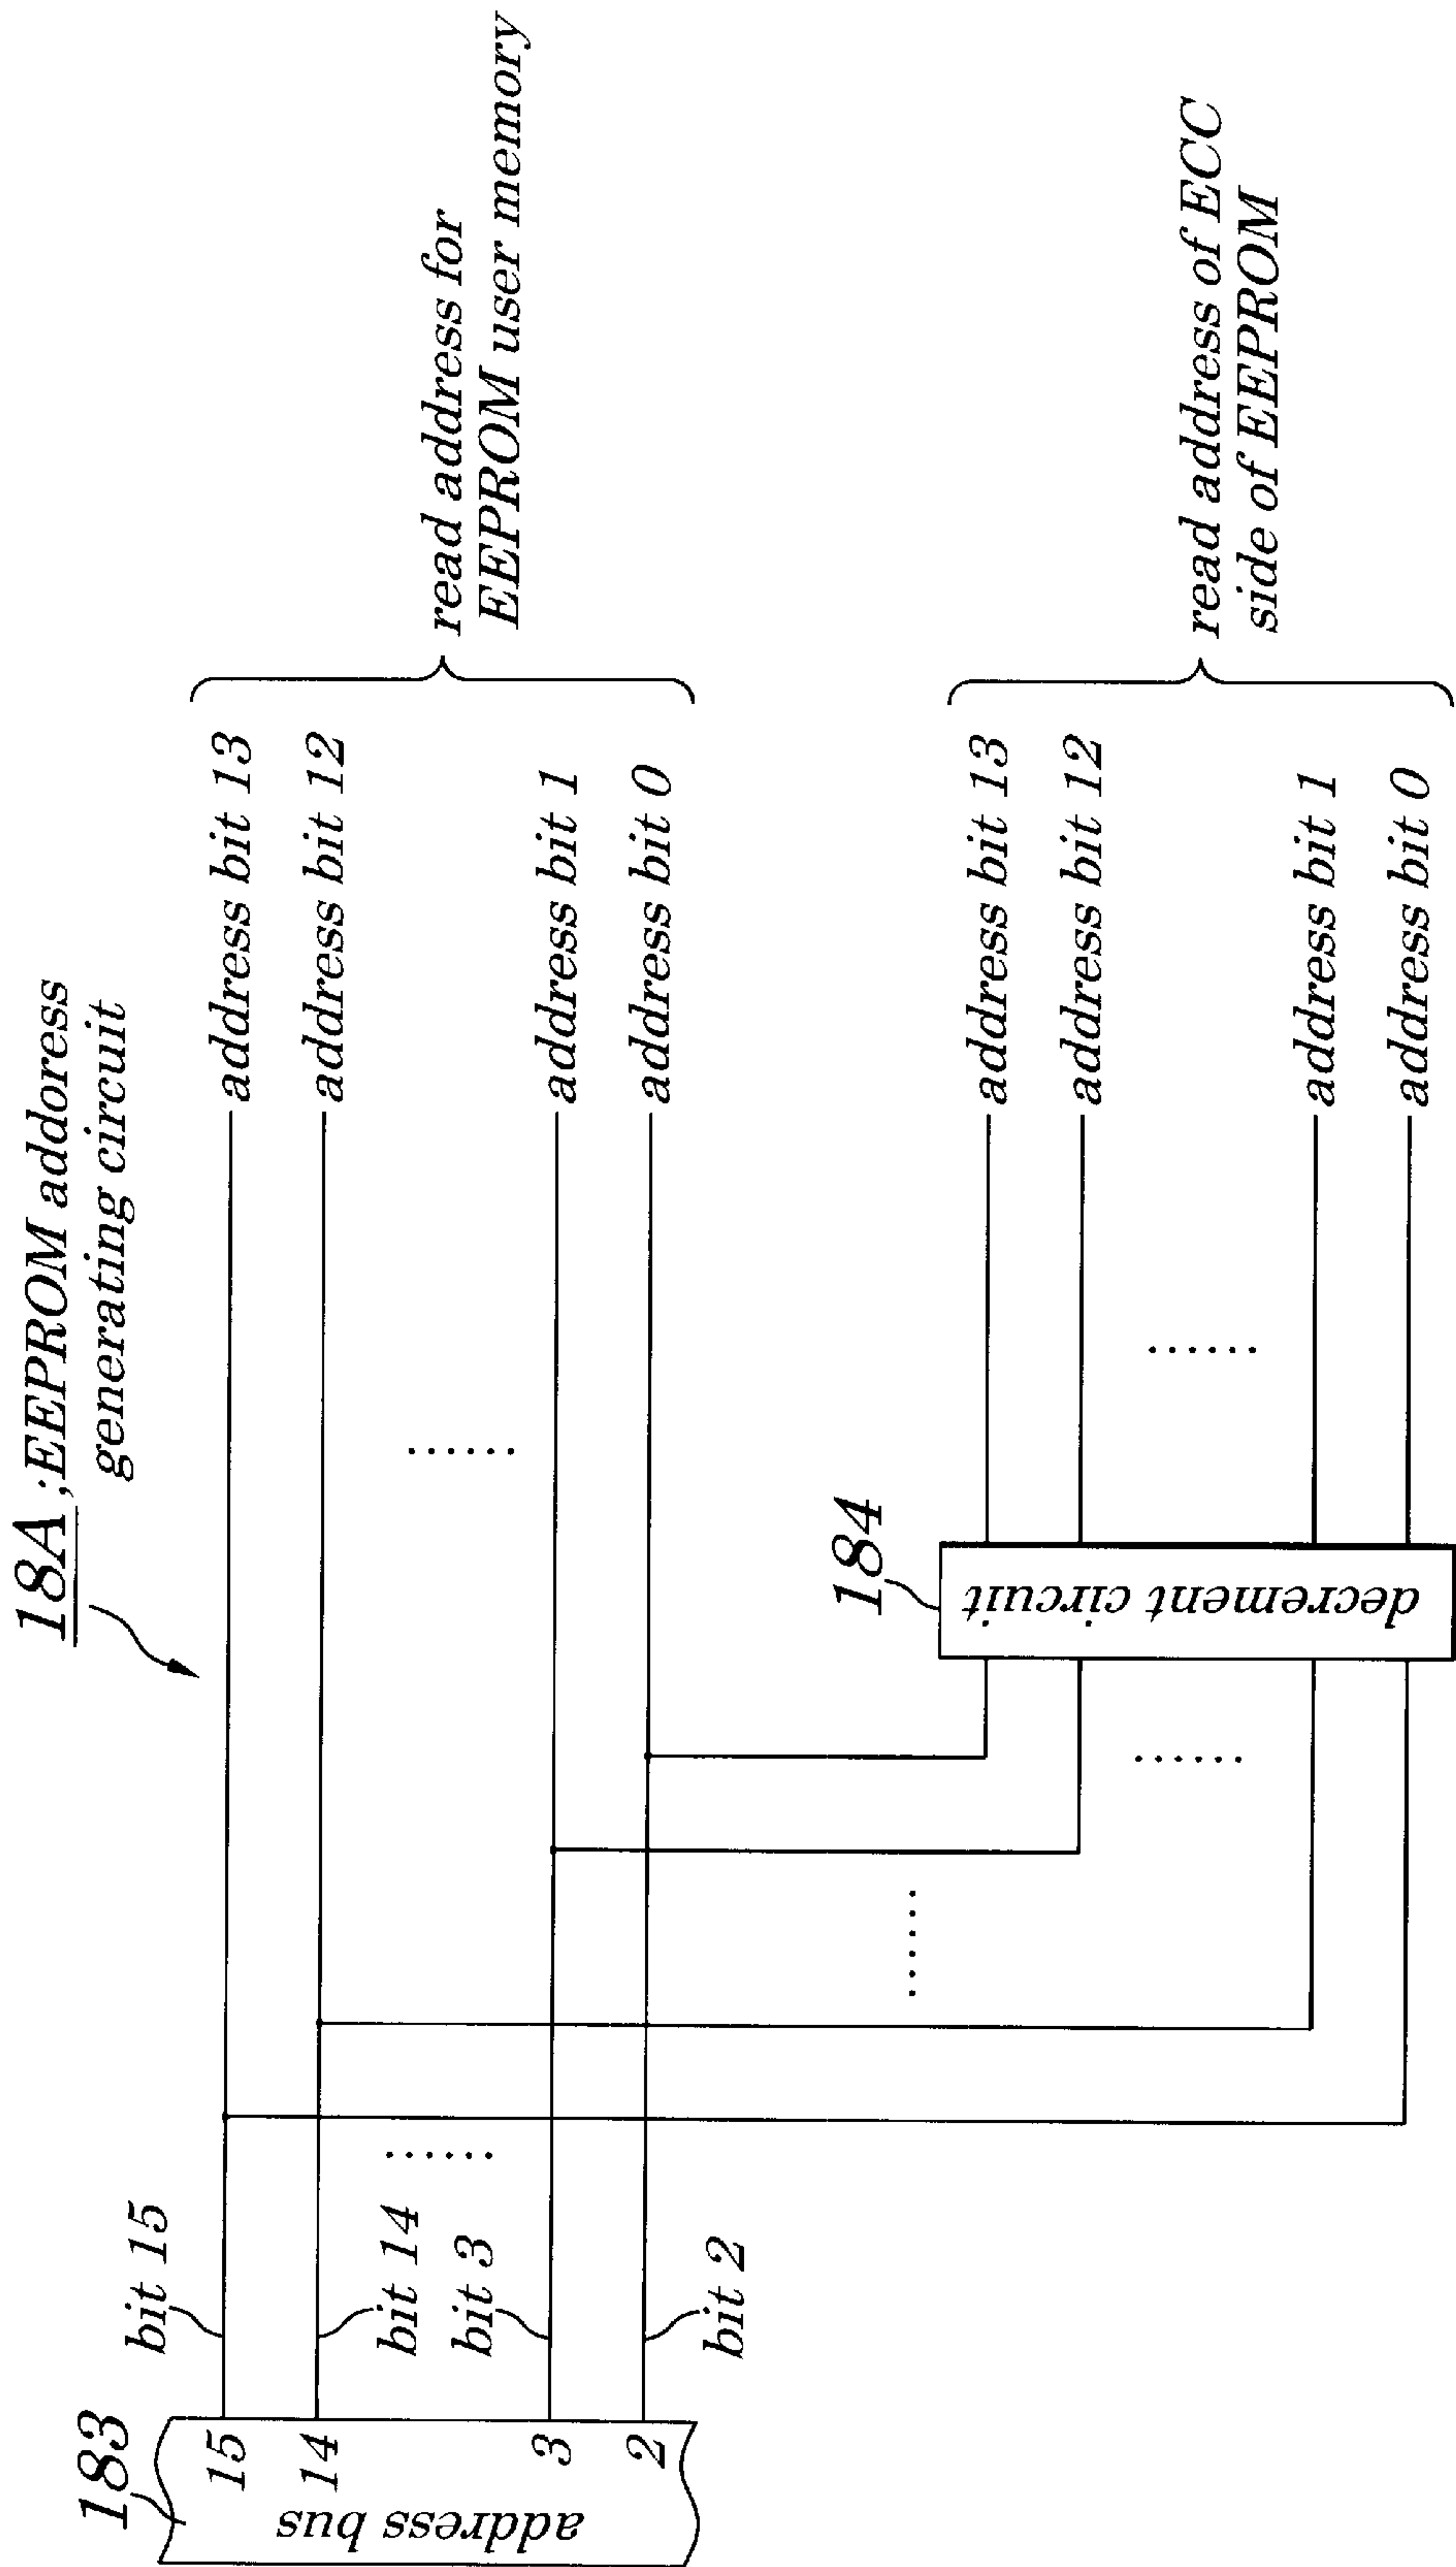 18A ;EEPROM address
generating circuit
183
address bus
15
14
3
2
bit 15
bit 14
bit 3
bit 2
......
......
......
......
......
address bit 13
address bit 12
address bit 1
address bit 0
read address for
EEPROM user memory
184
decrement circuit
address bit 13
address bit 12
address bit 1
address bit 0
read address of ECC
side of EEPROM